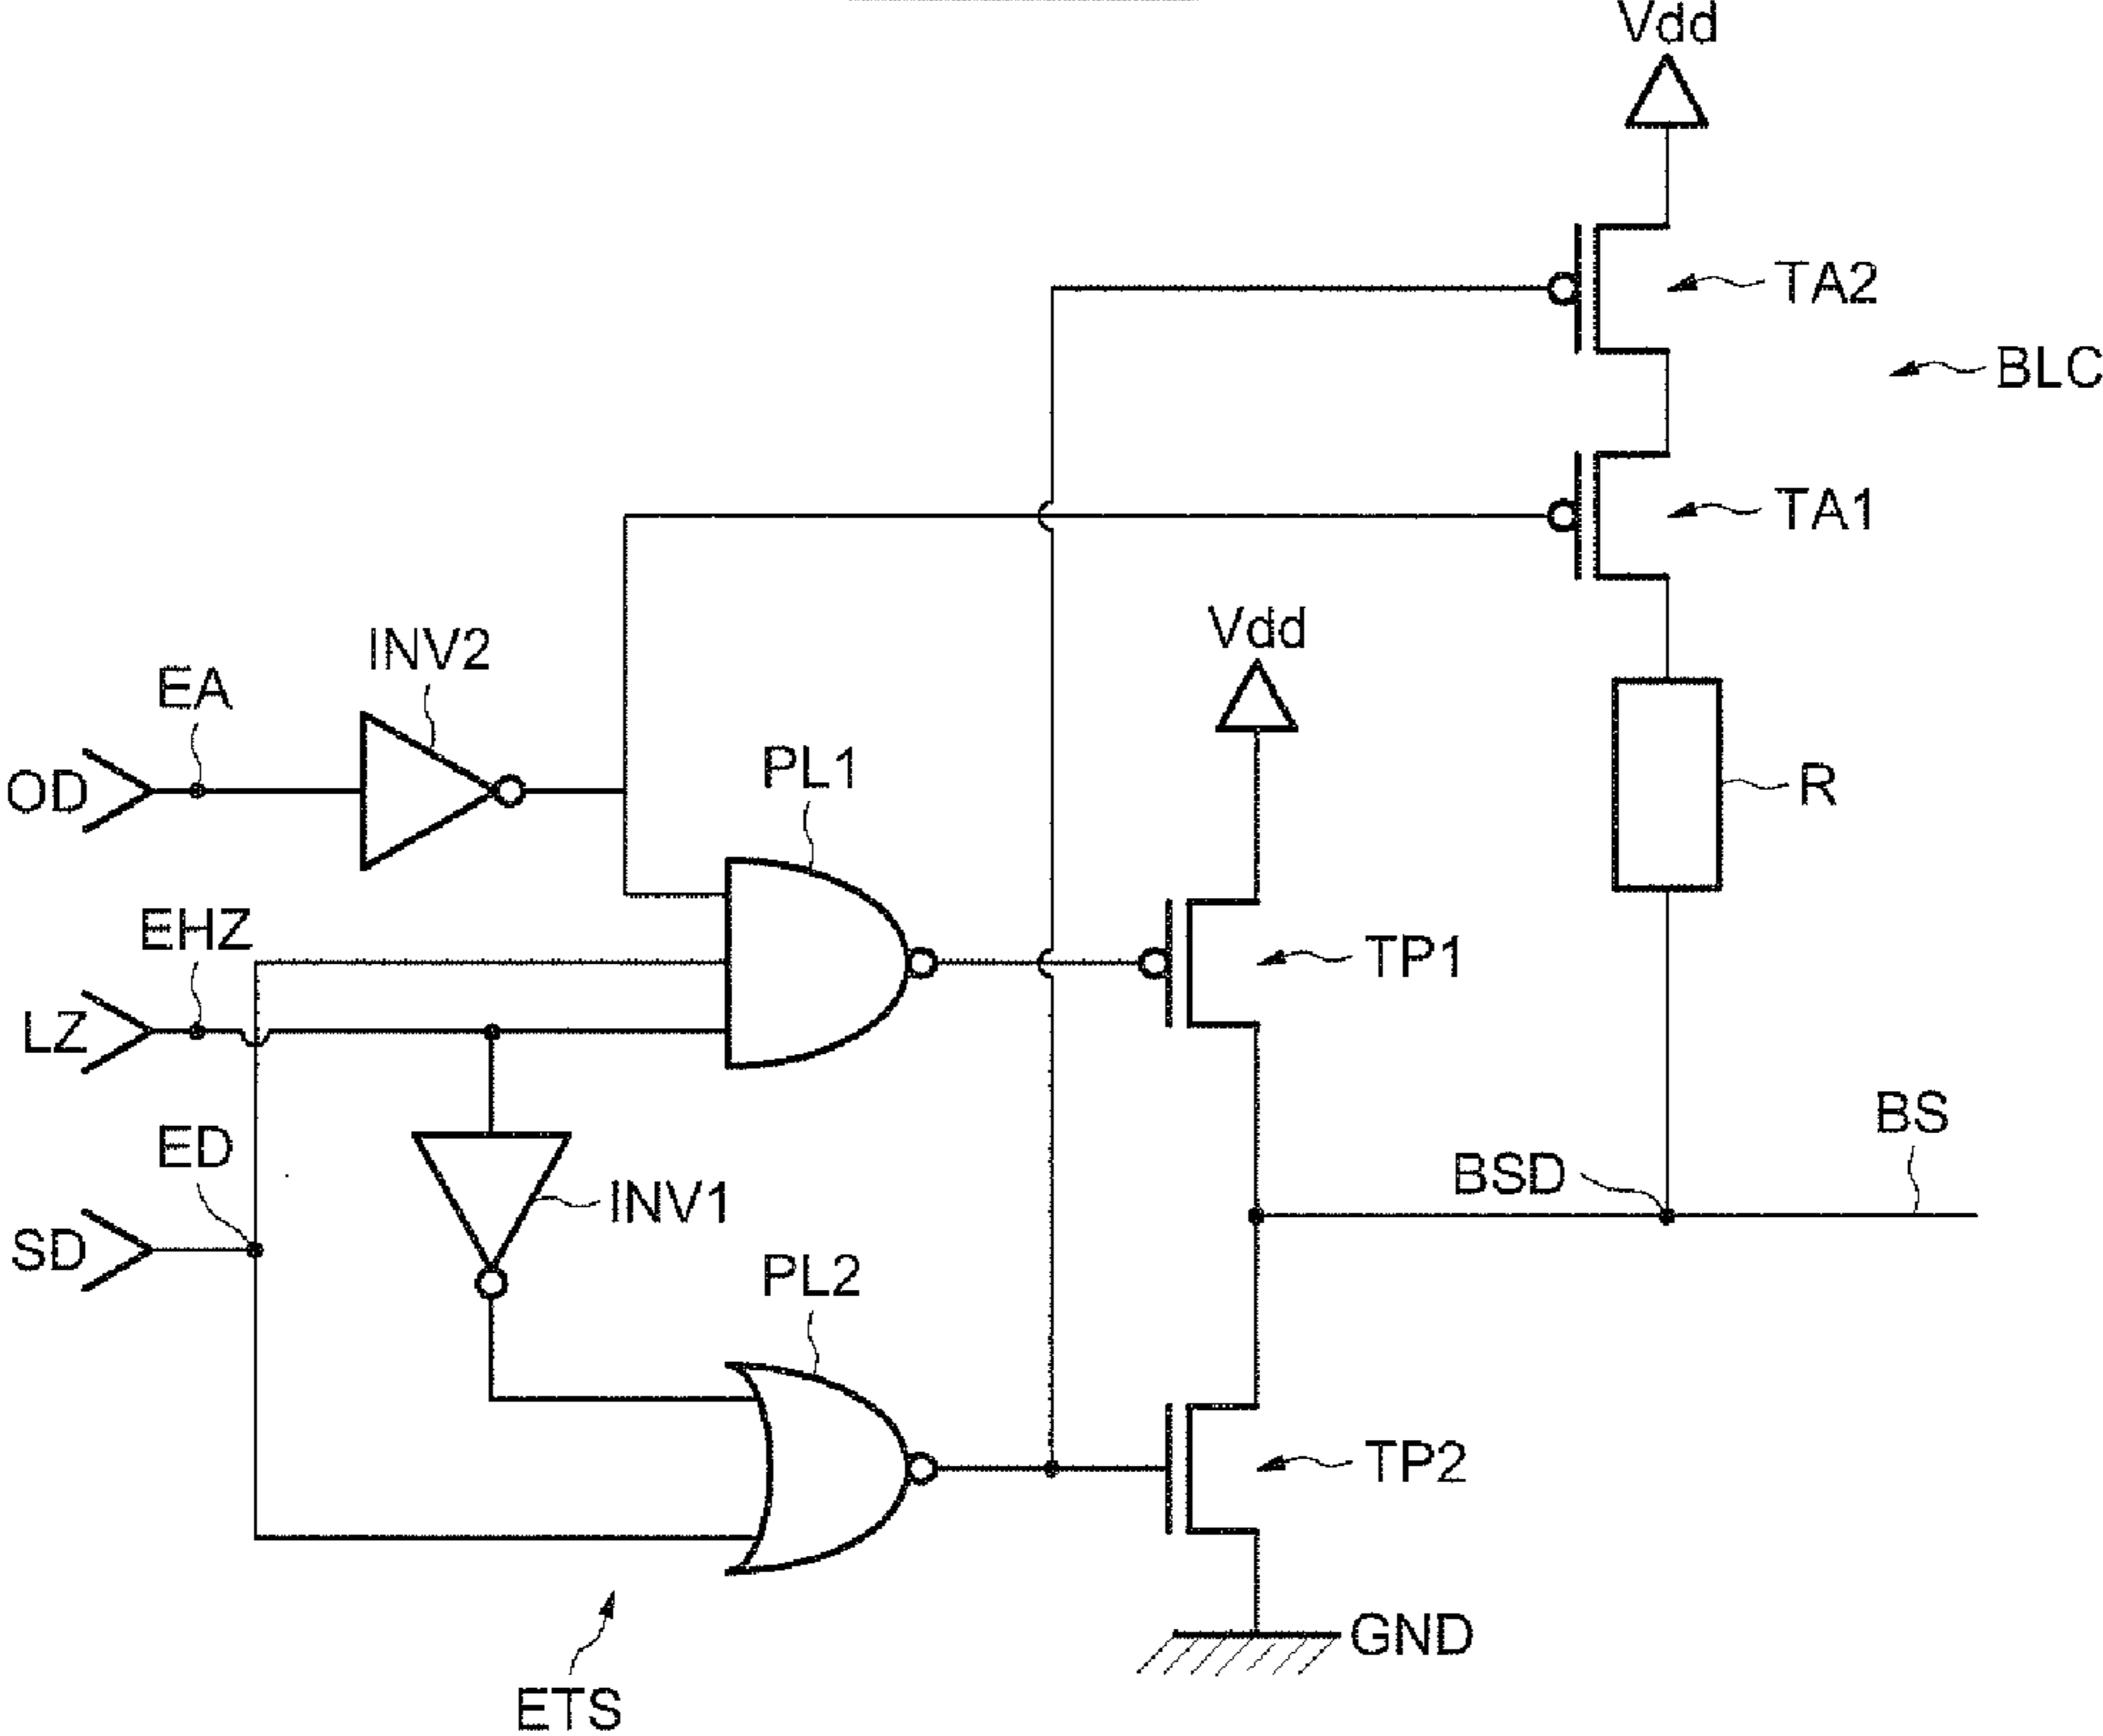 Vdd
TA2
BLC
TA1
Vdd
INV2
EA
PL1
OD
R
EHZ
TP1
LZ
BS
ED
BSD
INV1
SD
PL2
TP2
GND
ETS